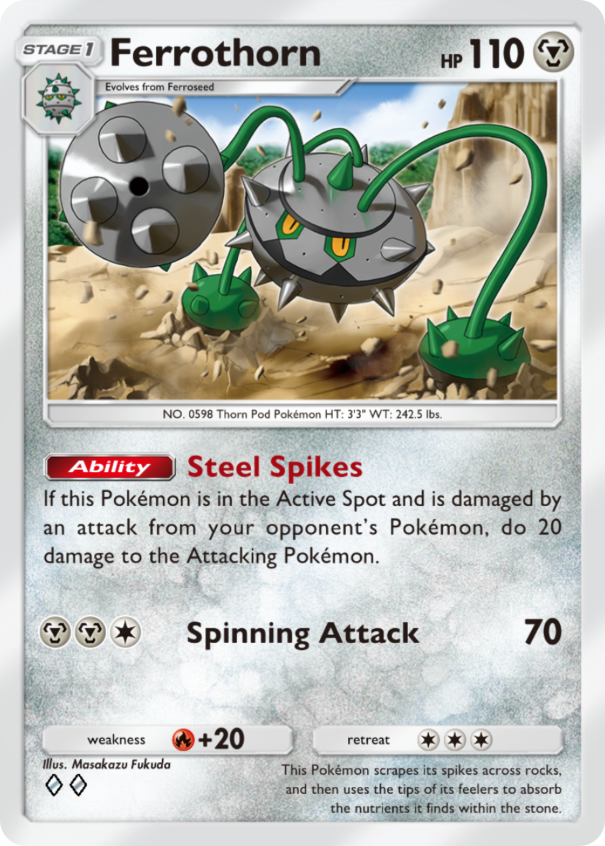 STAGE 1 Ferrothorn HP 110
Evolves from Ferroseed
NO. 0598 Thorn Pod Pokémon HT: 3'3" WT: 242.5 lbs.
Ability Steel Spikes
If this Pokémon is in the Active Spot and is damaged by
an attack from your opponent's Pokémon, do 20
damage to the Attacking Pokémon.
Spinning Attack 70
weakness +20 retreat
Illus. Masakazu Fukuda
This Pokémon scrapes its spikes across rocks,
and then uses the tips of its feelers to absorb
the nutrients it finds within the stone.